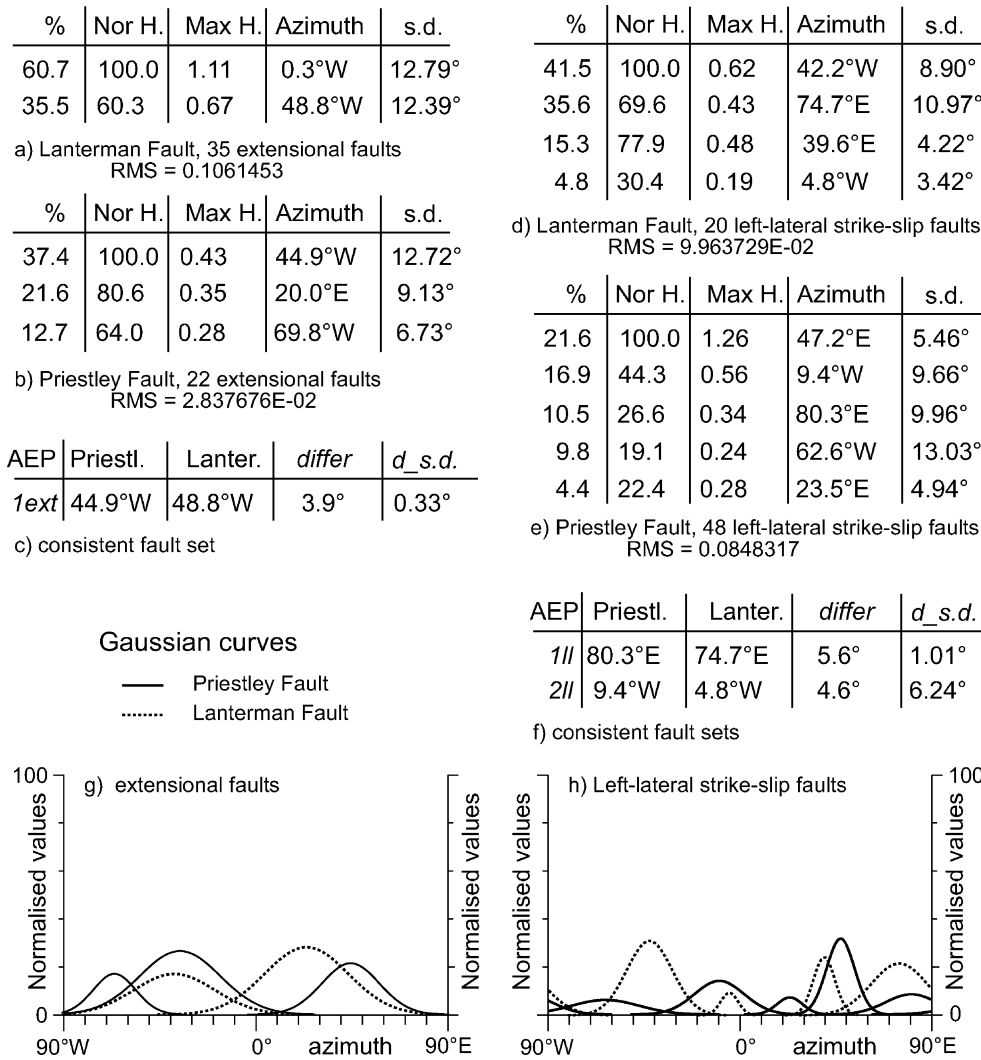 % Nor H. Max H. Azimuth s.d.
60.7 100.0 1.11 0.3°W 12.79°
35.5 60.3 0.67 48.8°W 12.39°
a) Lanterman Fault, 35 extensional faults
RMS = 0.1061453
% Nor H. Max H. Azimuth s.d.
37.4 100.0 0.43 44.9°W 12.72°
21.6 80.6 0.35 20.0°E 9.13°
12.7 64.0 0.28 69.8°W 6.73°
b) Priestley Fault, 22 extensional faults
RMS = 2.837676E-02
AEP Priestl. Lanter. differ d_s.d.
1ext 44.9°W 48.8°W 3.9° 0.33°
c) consistent fault set
% Nor H. Max H. Azimuth s.d.
41.5 100.0 0.62 42.2°W 8.90°
35.6 69.6 0.43 74.7°E 10.97°
15.3 77.9 0.48 39.6°E 4.22°
4.8 30.4 0.19 4.8°W 3.42°
d) Lanterman Fault, 20 left-lateral strike-slip faults
RMS = 9.963729E-02
% Nor H. Max H. Azimuth s.d.
21.6 100.0 1.26 47.2°E 5.46°
16.9 44.3 0.56 9.4°W 9.66°
10.5 26.6 0.34 80.3°E 9.96°
9.8 19.1 0.24 62.6°W 13.03°
4.4 22.4 0.28 23.5°E 4.94°
e) Priestley Fault, 48 left-lateral strike-slip faults
RMS = 0.0848317
AEP Priestl. Lanter. differ d_s.d.
1ll 80.3°E 74.7°E 5.6° 1.01°
2ll 9.4°W 4.8°W 4.6° 6.24°
f) consistent fault sets
Gaussian curves
Priestley Fault
Lanterman Fault
g) extensional faults
100
Normalised values
Normalised values
0
90°W 0° azimuth 90°E
h) Left-lateral strike-slip faults
100
Normalised values
Normalised values
0
90°W 0° azimuth 90°E